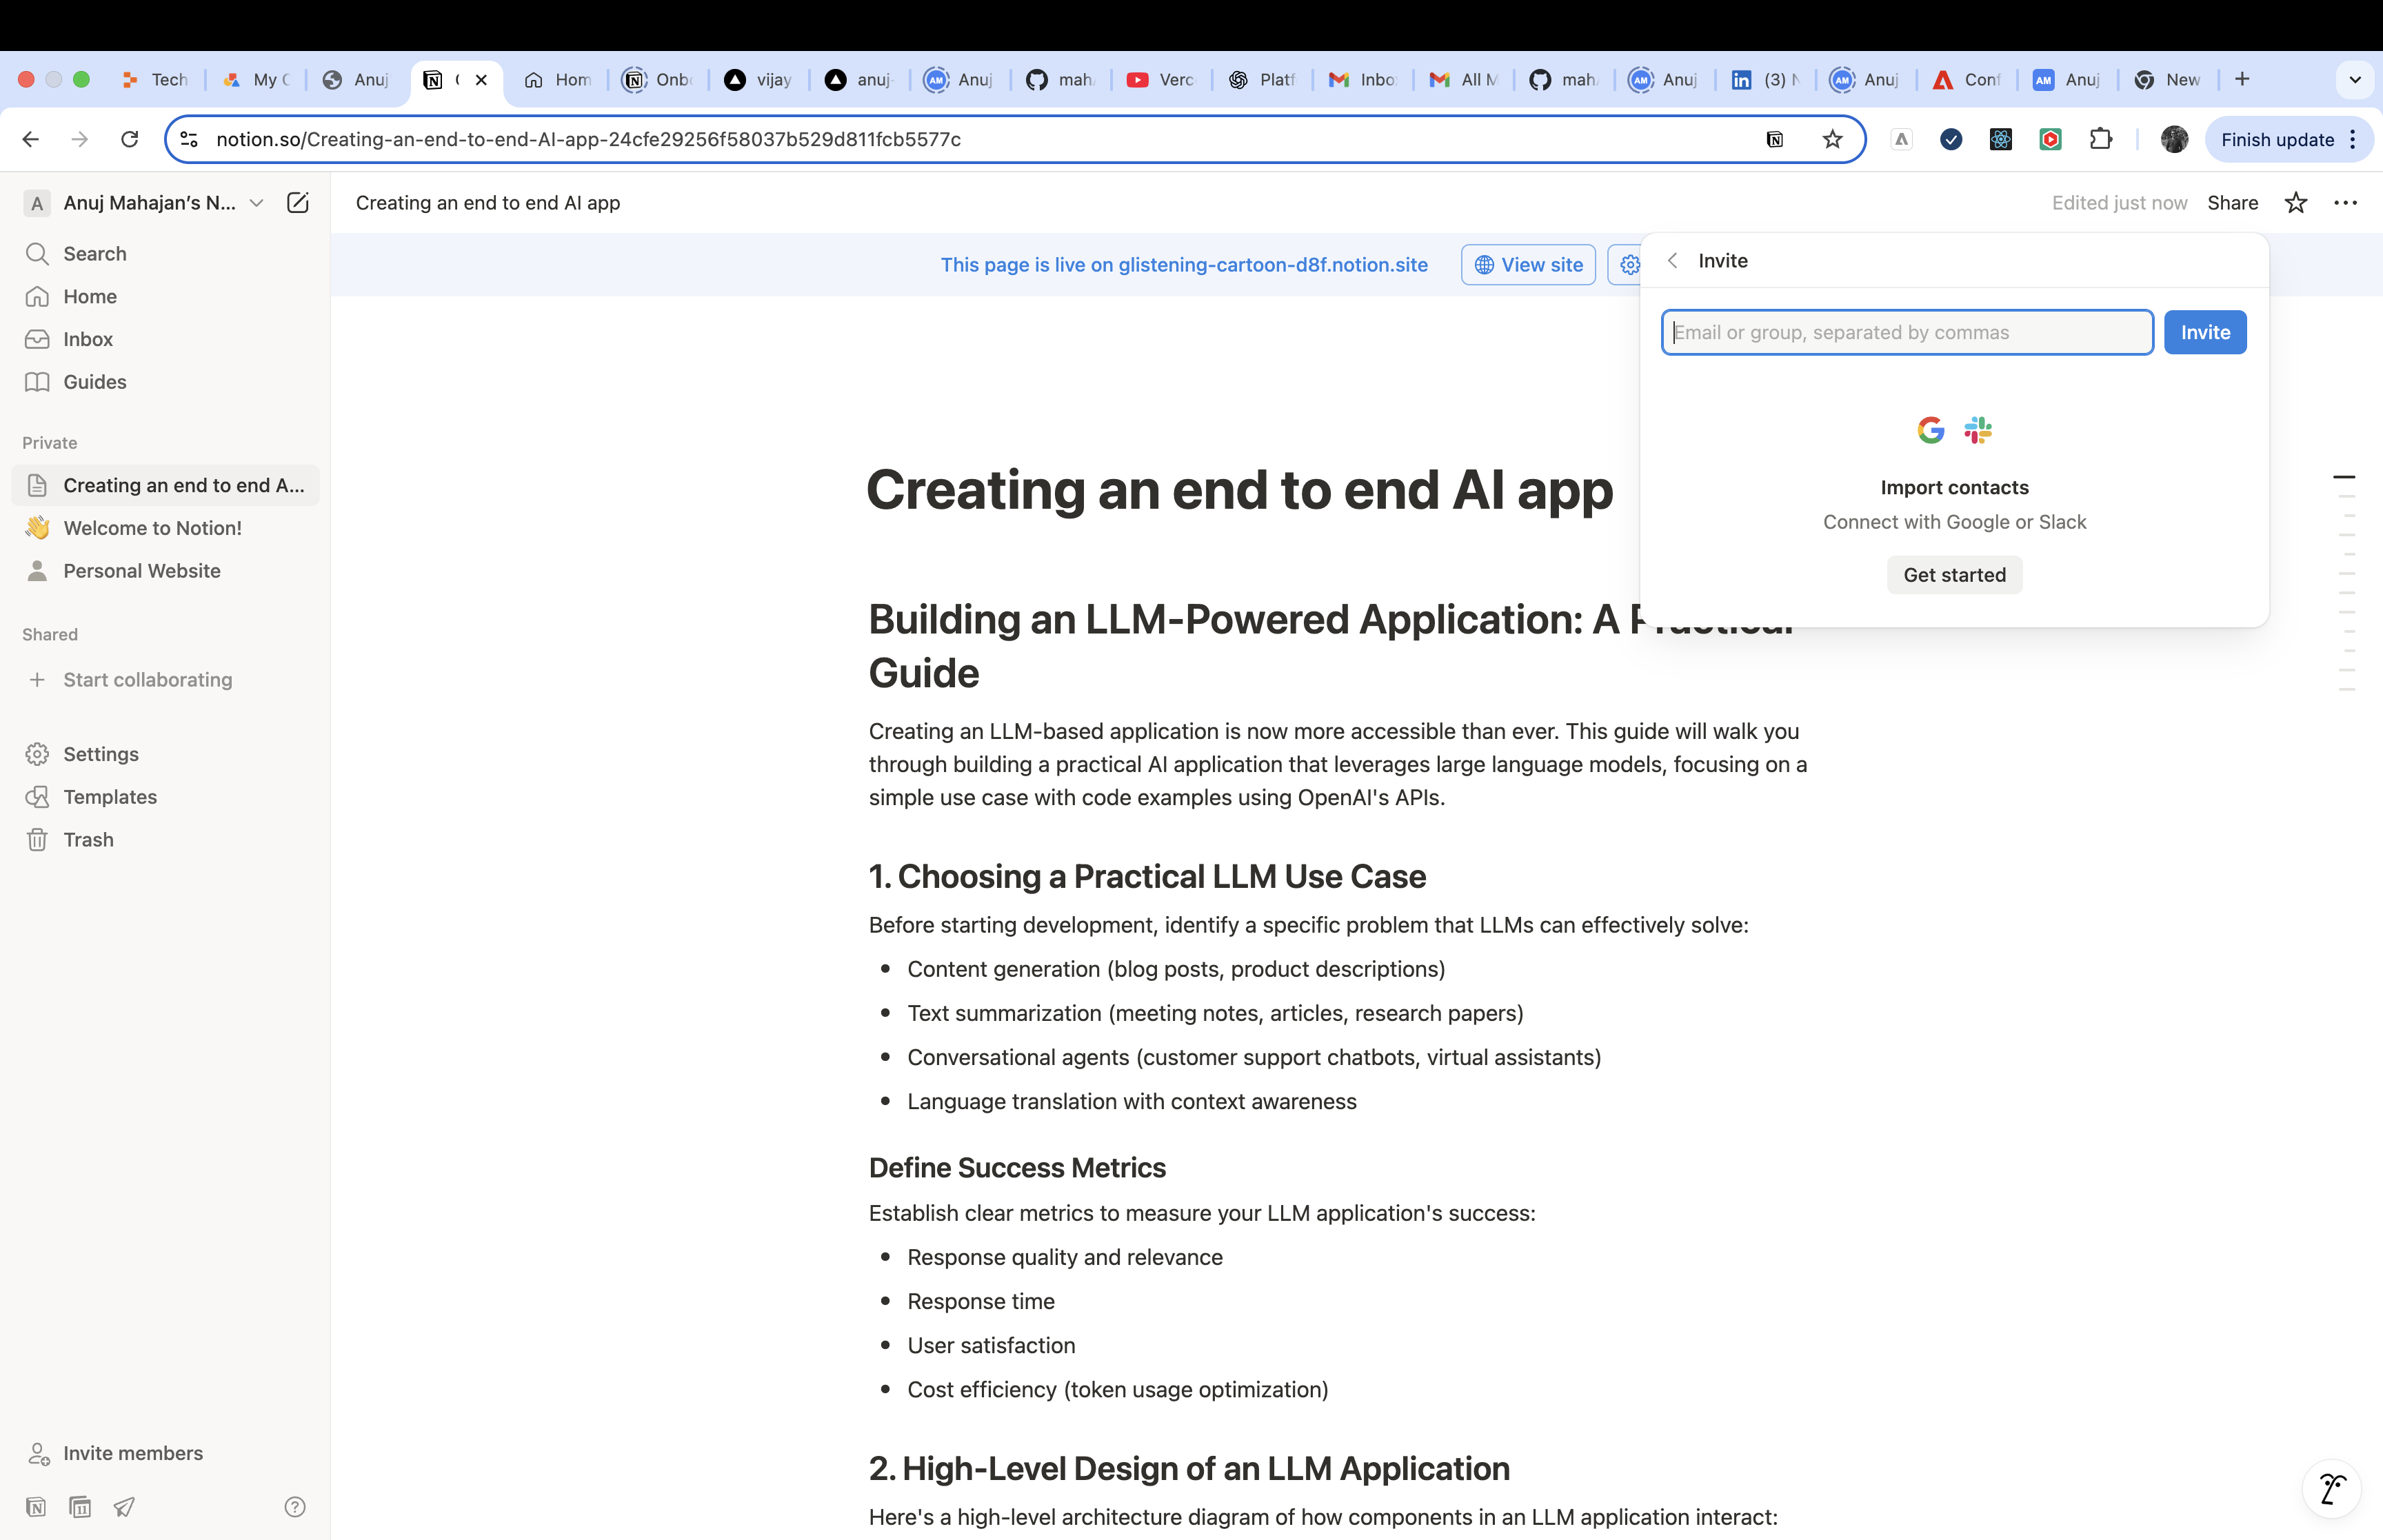 Tech
My C
Anuj
Hom
Onb
vijay
anuj-
AM Anuj
mah
Verc
Platf
Inbo
All M
mah
AM Anuj
in (3) N
AM Anuj
Conf
AM Anuj
New
notion.so/Creating-an-end-to-end-AI-app-24cfe29256f58037b529d811fcb5577c
Finish update
A Anuj Mahajan's N...
Creating an end to end AI app
Edited just now
Share
Search
Home
Inbox
Guides
Private
Creating an end to end A...
Welcome to Notion!
Personal Website
Shared
Start collaborating
Settings
Templates
Trash
Invite members
11
This page is live on glistening-cartoon-d8f.notion.site
View site
Invite
Email or group, separated by commas
Invite
Import contacts
Connect with Google or Slack
Get started
Creating an end to end AI app
Building an LLM-Powered Application: A Practical
Guide
Creating an LLM-based application is now more accessible than ever. This guide will walk you
through building a practical AI application that leverages large language models, focusing on a
simple use case with code examples using OpenAI's APIs.
1. Choosing a Practical LLM Use Case
Before starting development, identify a specific problem that LLMs can effectively solve:
• Content generation (blog posts, product descriptions)
• Text summarization (meeting notes, articles, research papers)
• Conversational agents (customer support chatbots, virtual assistants)
• Language translation with context awareness
Define Success Metrics
Establish clear metrics to measure your LLM application's success:
• Response quality and relevance
• Response time
• User satisfaction
• Cost efficiency (token usage optimization)
2. High-Level Design of an LLM Application
Here's a high-level architecture diagram of how components in an LLM application interact: